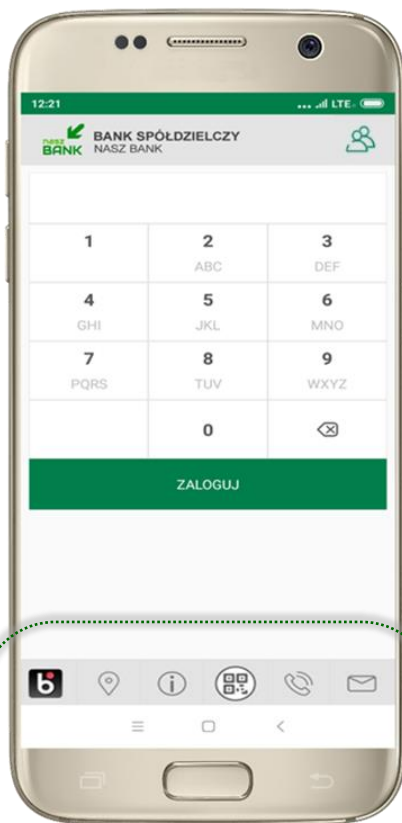 12:21 LTE
nasz BANK
BANK SPÓŁDZIELCZY
NASZ BANK
1 2 3
ABC DEF
4 5 6
GHI JKL MNO
7 8 9
PQRS TUV WXYZ
0
ZALOGUJ
b
i